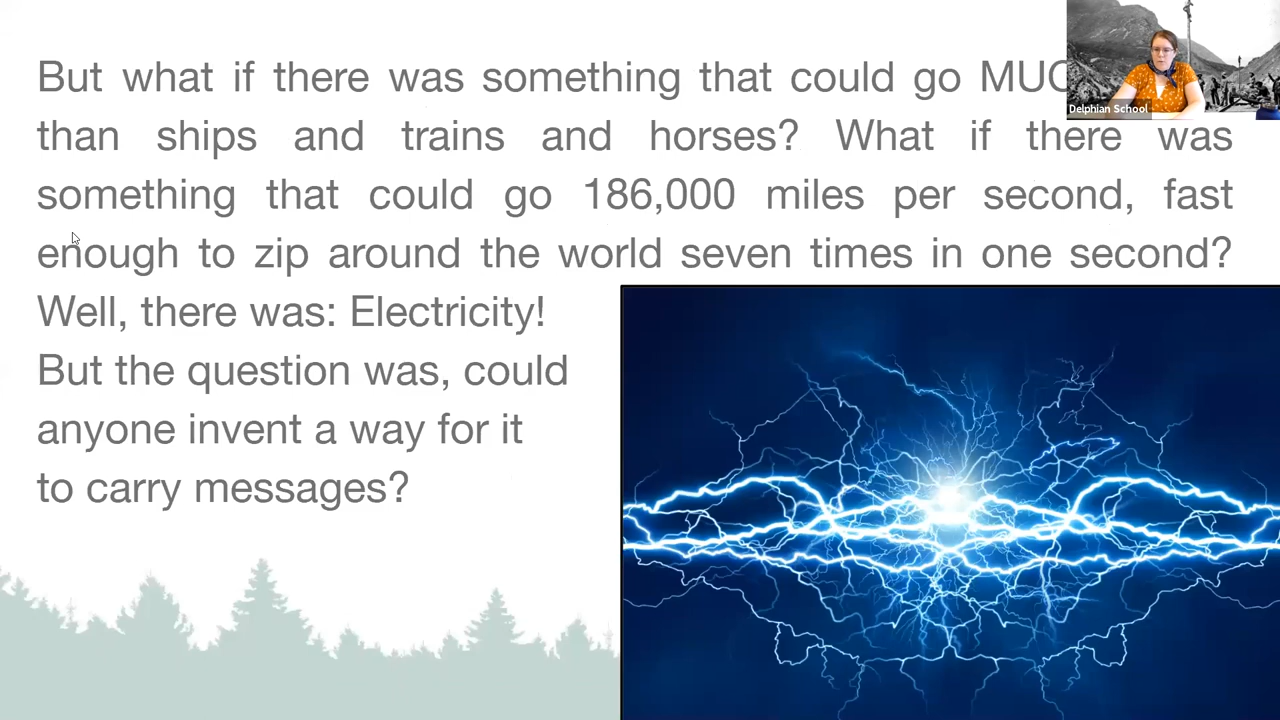 But what if there was something that could go
than ships and trains and horses? What if there was
something that could go 186,000 miles per second, fast
enough to zip around the world seven times in one second?
Well, there was: Electricity!
But the question was, could
anyone invent a way for it
to carry messages?
Delphian School